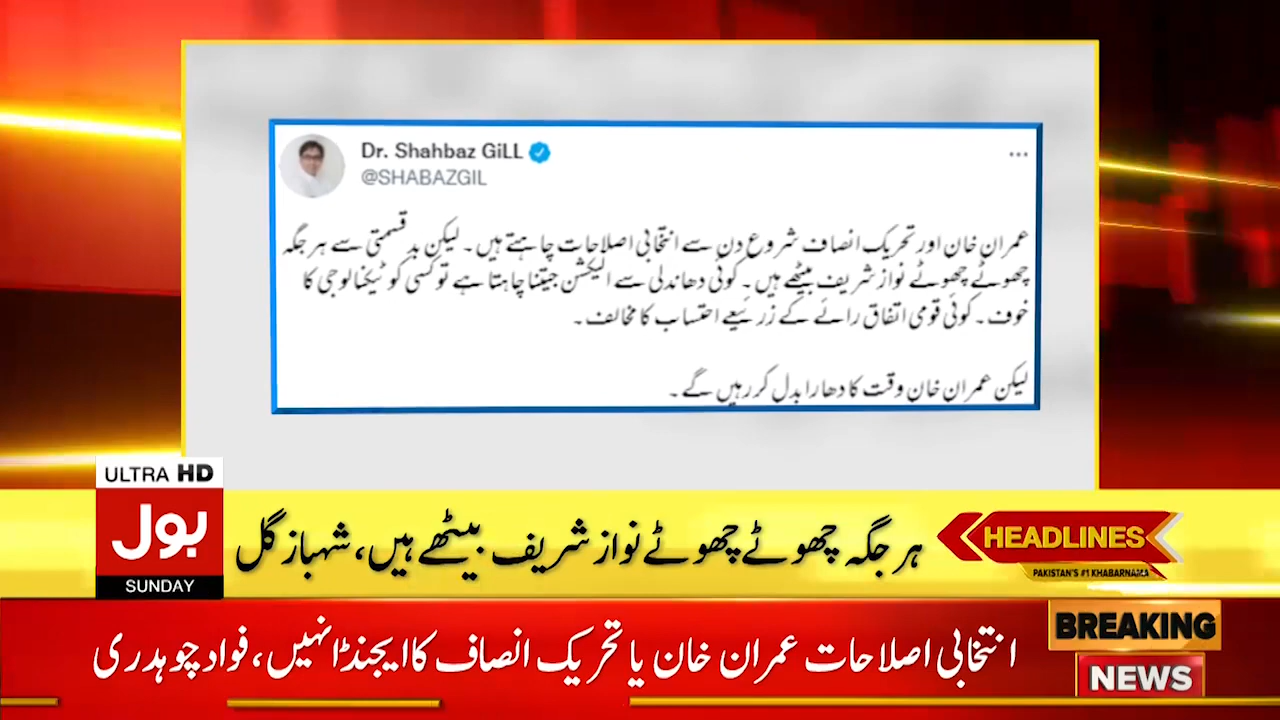 Dr. Shahbaz GiLL
@SHABAZGIL
عمران خان اور تحریک انصاف شروع دن سے انتخابی اصلاحات چاہتے ہیں۔ لیکن بدقسمتی سے ہر جگہ
چھوٹے چھوٹے نواز شریف بیٹھے ہیں۔ کوئی دھاندلی سے الیکشن جیتنا چاہتا ہے تو کسی کو ٹیکنالوجی کا
خوف۔ کوئی قومی اتفاق رائے کے زرئیعے احتساب کا مخالف۔
لیکن عمران خان وقت کا دھارا بدل کر رہیں گے۔
ULTRA HD
بول
SUNDAY
ہر جگہ چھوٹے چھوٹے نواز شریف بیٹھے ہیں، شہباز گل
HEADLINES
PAKISTAN'S #1 KHABARNAMA
انتخابی اصلاحات عمران خان یا تحریک انصاف کا ایجنڈا نہیں، فواد چوہدری
BREAKING
NEWS